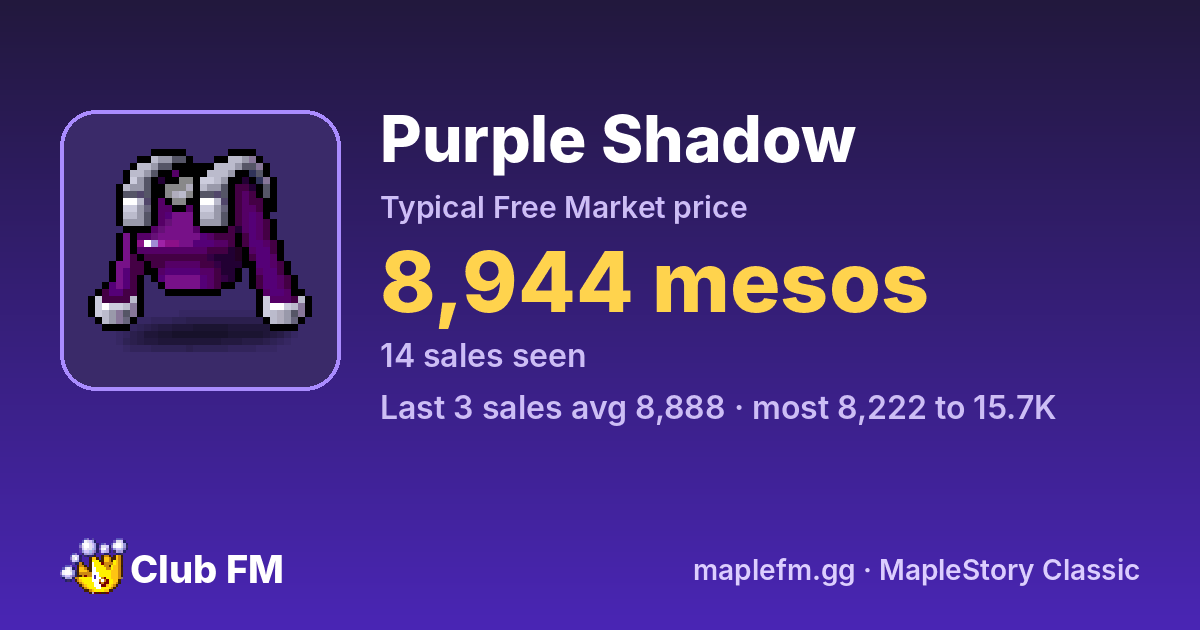 Purple Shadow
Typical Free Market price
8,944 mesos
14 sales seen
Last 3 sales avg 8,888 · most 8,222 to 15.7K
Club FM
maplefm.gg · MapleStory Classic